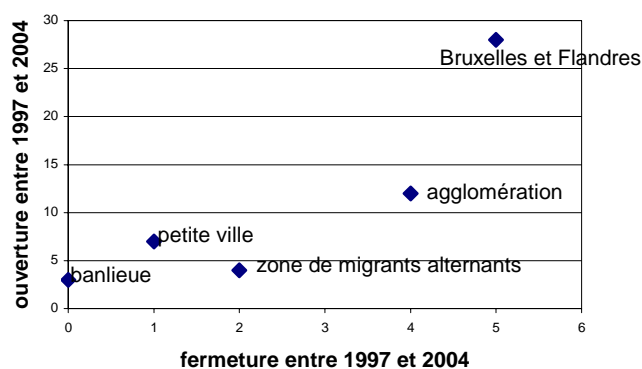 ouverture entre 1997 et 2004
30
25
20
15
10
5
0
Bruxelles et Flandres
agglomération
petite ville
zone de migrants alternants
banlieue
0 1 2 3 4 5 6
fermeture entre 1997 et 2004